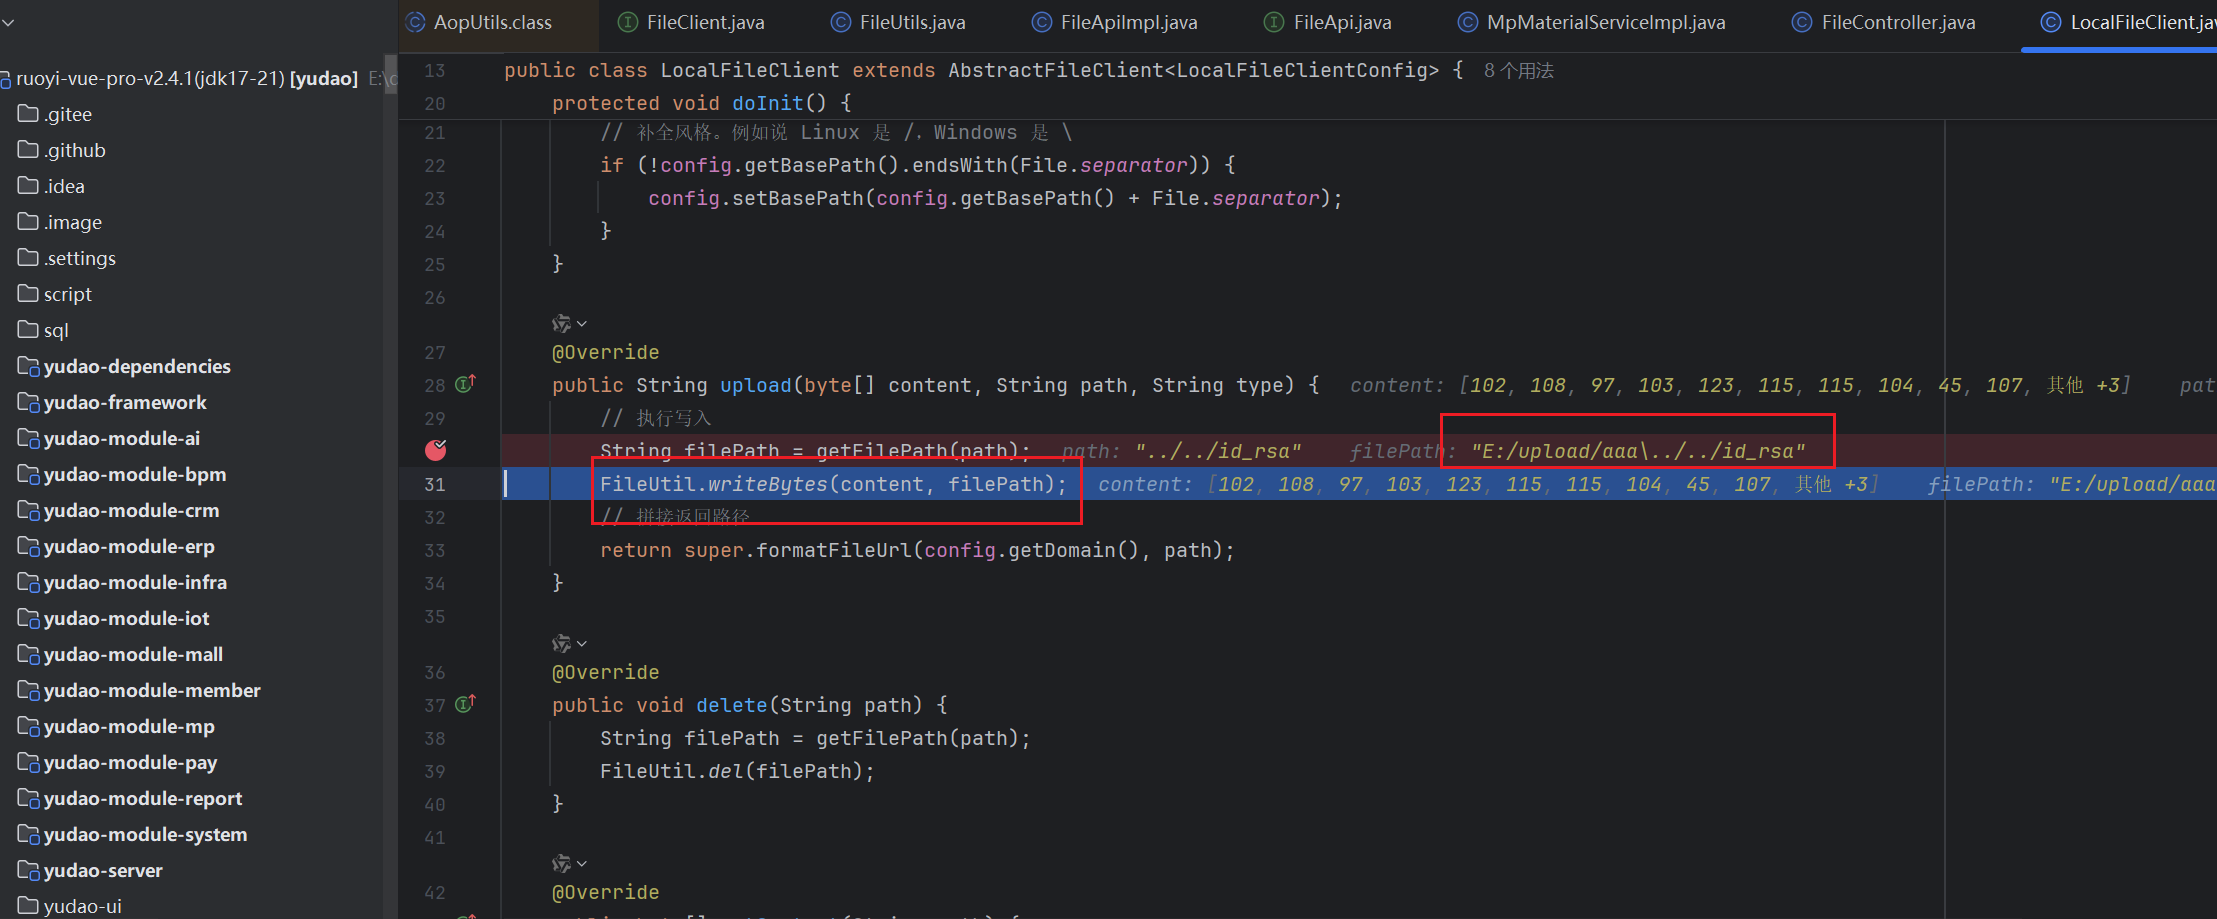 AopUtils.class FileClient.java FileUtils.java FileApiImpl.java FileApi.java MpMaterialServiceImpl.java FileController.java LocalFileClient.jav
ruoyi-vue-pro-v2.4.1(jdk17-21) [yudao] E:\
.gitee
.github
.idea
.image
.settings
script
sql
yudao-dependencies
yudao-framework
yudao-module-ai
yudao-module-bpm
yudao-module-crm
yudao-module-erp
yudao-module-infra
yudao-module-iot
yudao-module-mall
yudao-module-member
yudao-module-mp
yudao-module-pay
yudao-module-report
yudao-module-system
yudao-server
yudao-ui
13 public class LocalFileClient extends AbstractFileClient<LocalFileClientConfig> { 8 个用法
20 protected void doInit() {
21 // 补全风格。例如说 Linux 是 /，Windows 是 \
22 if (!config.getBasePath().endsWith(File.separator)) {
23 config.setBasePath(config.getBasePath() + File.separator);
24 }
25 }
26
27 @Override
28 public String upload(byte[] content, String path, String type) { content: [102, 108, 97, 103, 123, 115, 115, 104, 45, 107, 其他 +3] pat
29 // 执行写入
String filePath = getFilePath(path); path: "../../id_rsa" filePath: "E:/upload/aaa\../../id_rsa"
31 FileUtil.writeBytes(content, filePath); content: [102, 108, 97, 103, 123, 115, 115, 104, 45, 107, 其他 +3] filePath: "E:/upload/aaa
32 // 拼接返回路径
33 return super.formatFileUrl(config.getDomain(), path);
34 }
35
36 @Override
37 public void delete(String path) {
38 String filePath = getFilePath(path);
39 FileUtil.del(filePath);
40 }
41
42 @Override